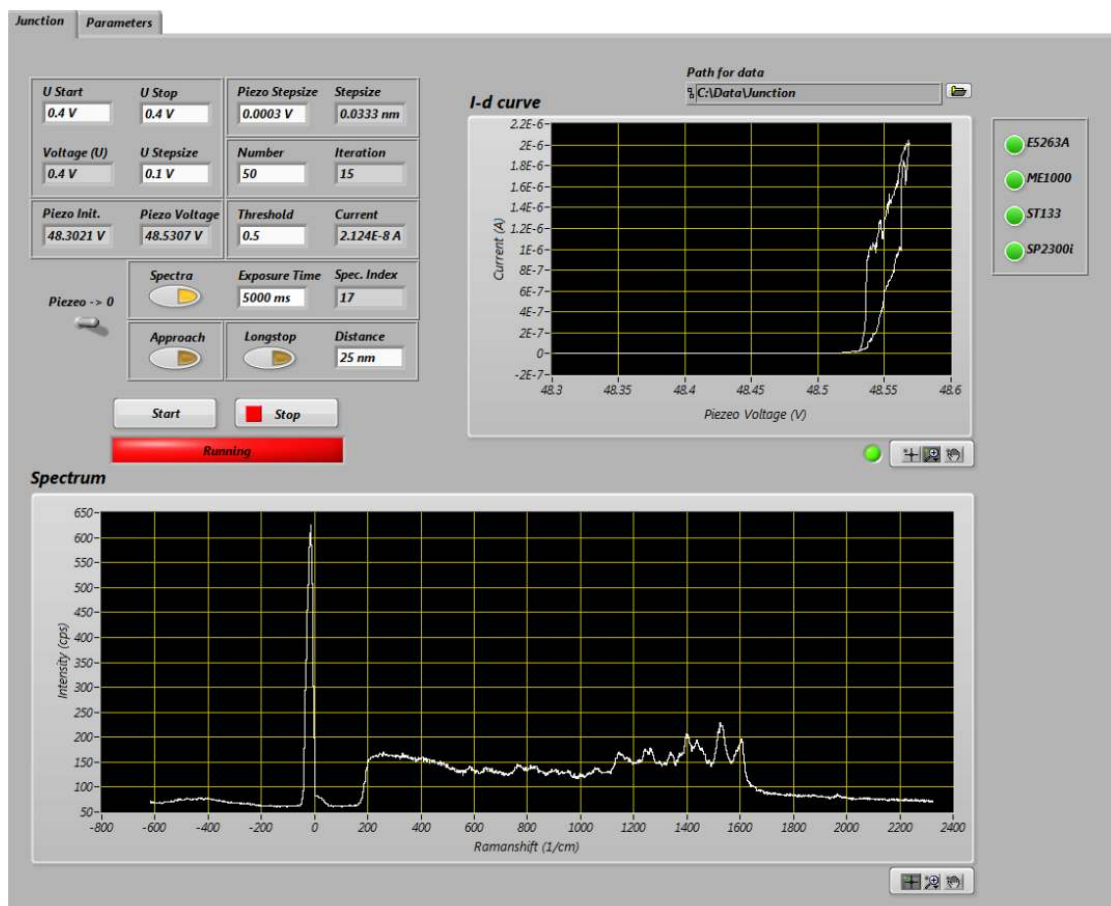 Junction Parameters
U Start U Stop Piezo Stepsize Stepsize
0.4 V 0.4 V 0.0003 V 0.0333 nm
Voltage (U) U Stepsize Number Iteration
0.4 V 0.1 V 50 15
Piezo Init. Piezo Voltage Threshold Current
48.3021 V 48.5307 V 0.5 2.124E-8 A
Spectra Exposure Time Spec. Index
5000 ms 17
Piezeo -> 0
Approach Longstop Distance
25 nm
Start Stop
Running
Path for data
C:\Data\Junction
I-d curve
2.2E-6
2E-6
1.8E-6
1.6E-6
1.4E-6
1.2E-6
1E-6
8E-7
6E-7
4E-7
2E-7
0
-2E-7
Current (A)
48.3 48.35 48.4 48.45 48.5 48.55 48.6
Piezeo Voltage (V)
E5263A
ME1000
ST133
SP2300i
Spectrum
650
600
550
500
450
400
350
300
250
200
150
100
50
Intensity (cps)
-800 -600 -400 -200 0 200 400 600 800 1000 1200 1400 1600 1800 2000 2200 2400
Ramanshift (1/cm)